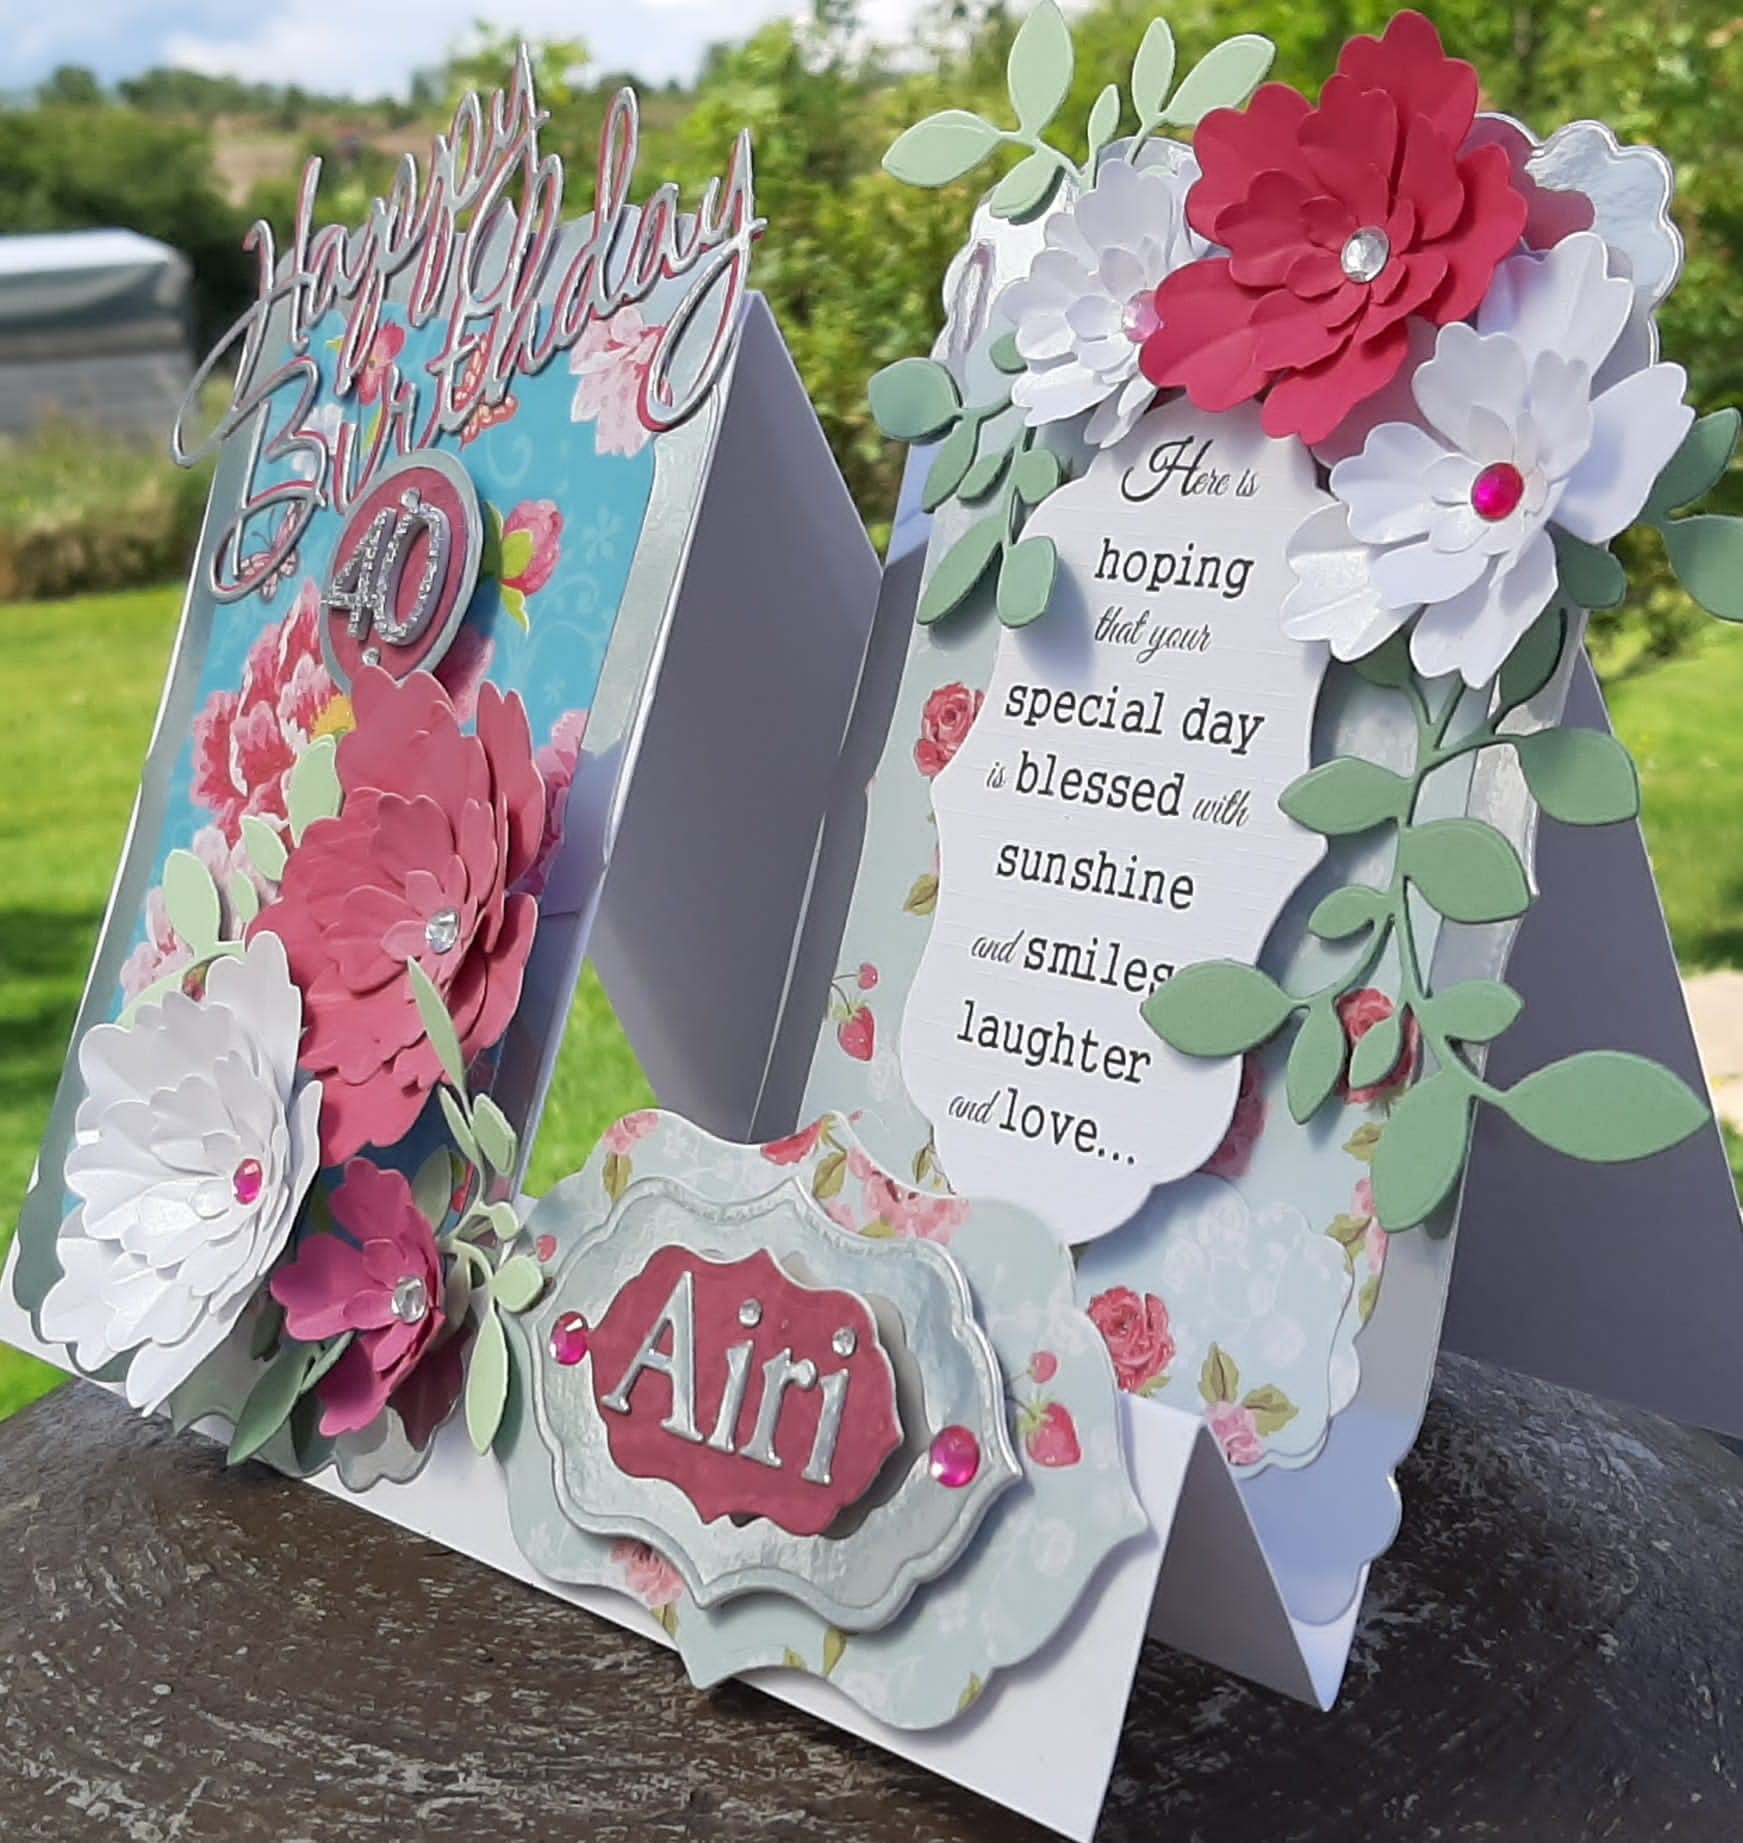 Happy
Birthday
40
Here is
hoping
that your
special day
is blessed with
sunshine
and smiles
laughter
and love...
Airi